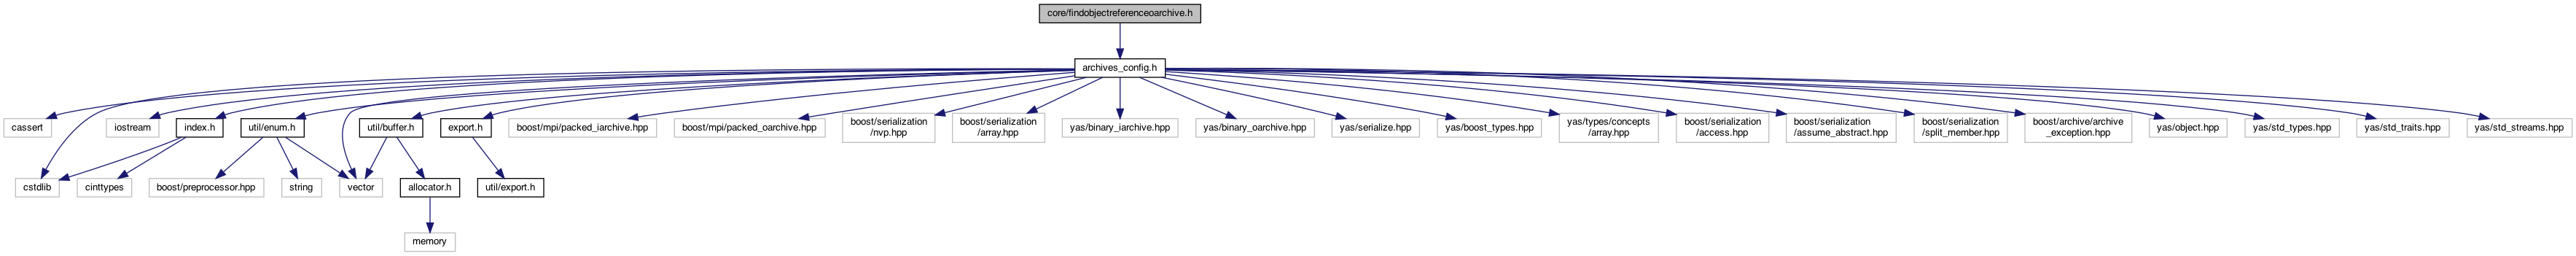 core/findobjectreferenceoarchive.h
archives_config.h
cassert
iostream
index.h
util/enum.h
util/buffer.h
export.h
boost/mpi/packed_iarchive.hpp
boost/mpi/packed_oarchive.hpp
boost/serialization
/nvp.hpp
boost/serialization
/array.hpp
yas/binary_iarchive.hpp
yas/binary_oarchive.hpp
yas/serialize.hpp
yas/boost_types.hpp
yas/types/concepts
/array.hpp
boost/serialization
/access.hpp
boost/serialization
/assume_abstract.hpp
boost/serialization
/split_member.hpp
boost/archive/archive
_exception.hpp
yas/object.hpp
yas/std_types.hpp
yas/std_traits.hpp
yas/std_streams.hpp
cstdlib
cinttypes
boost/preprocessor.hpp
string
vector
allocator.h
util/export.h
memory